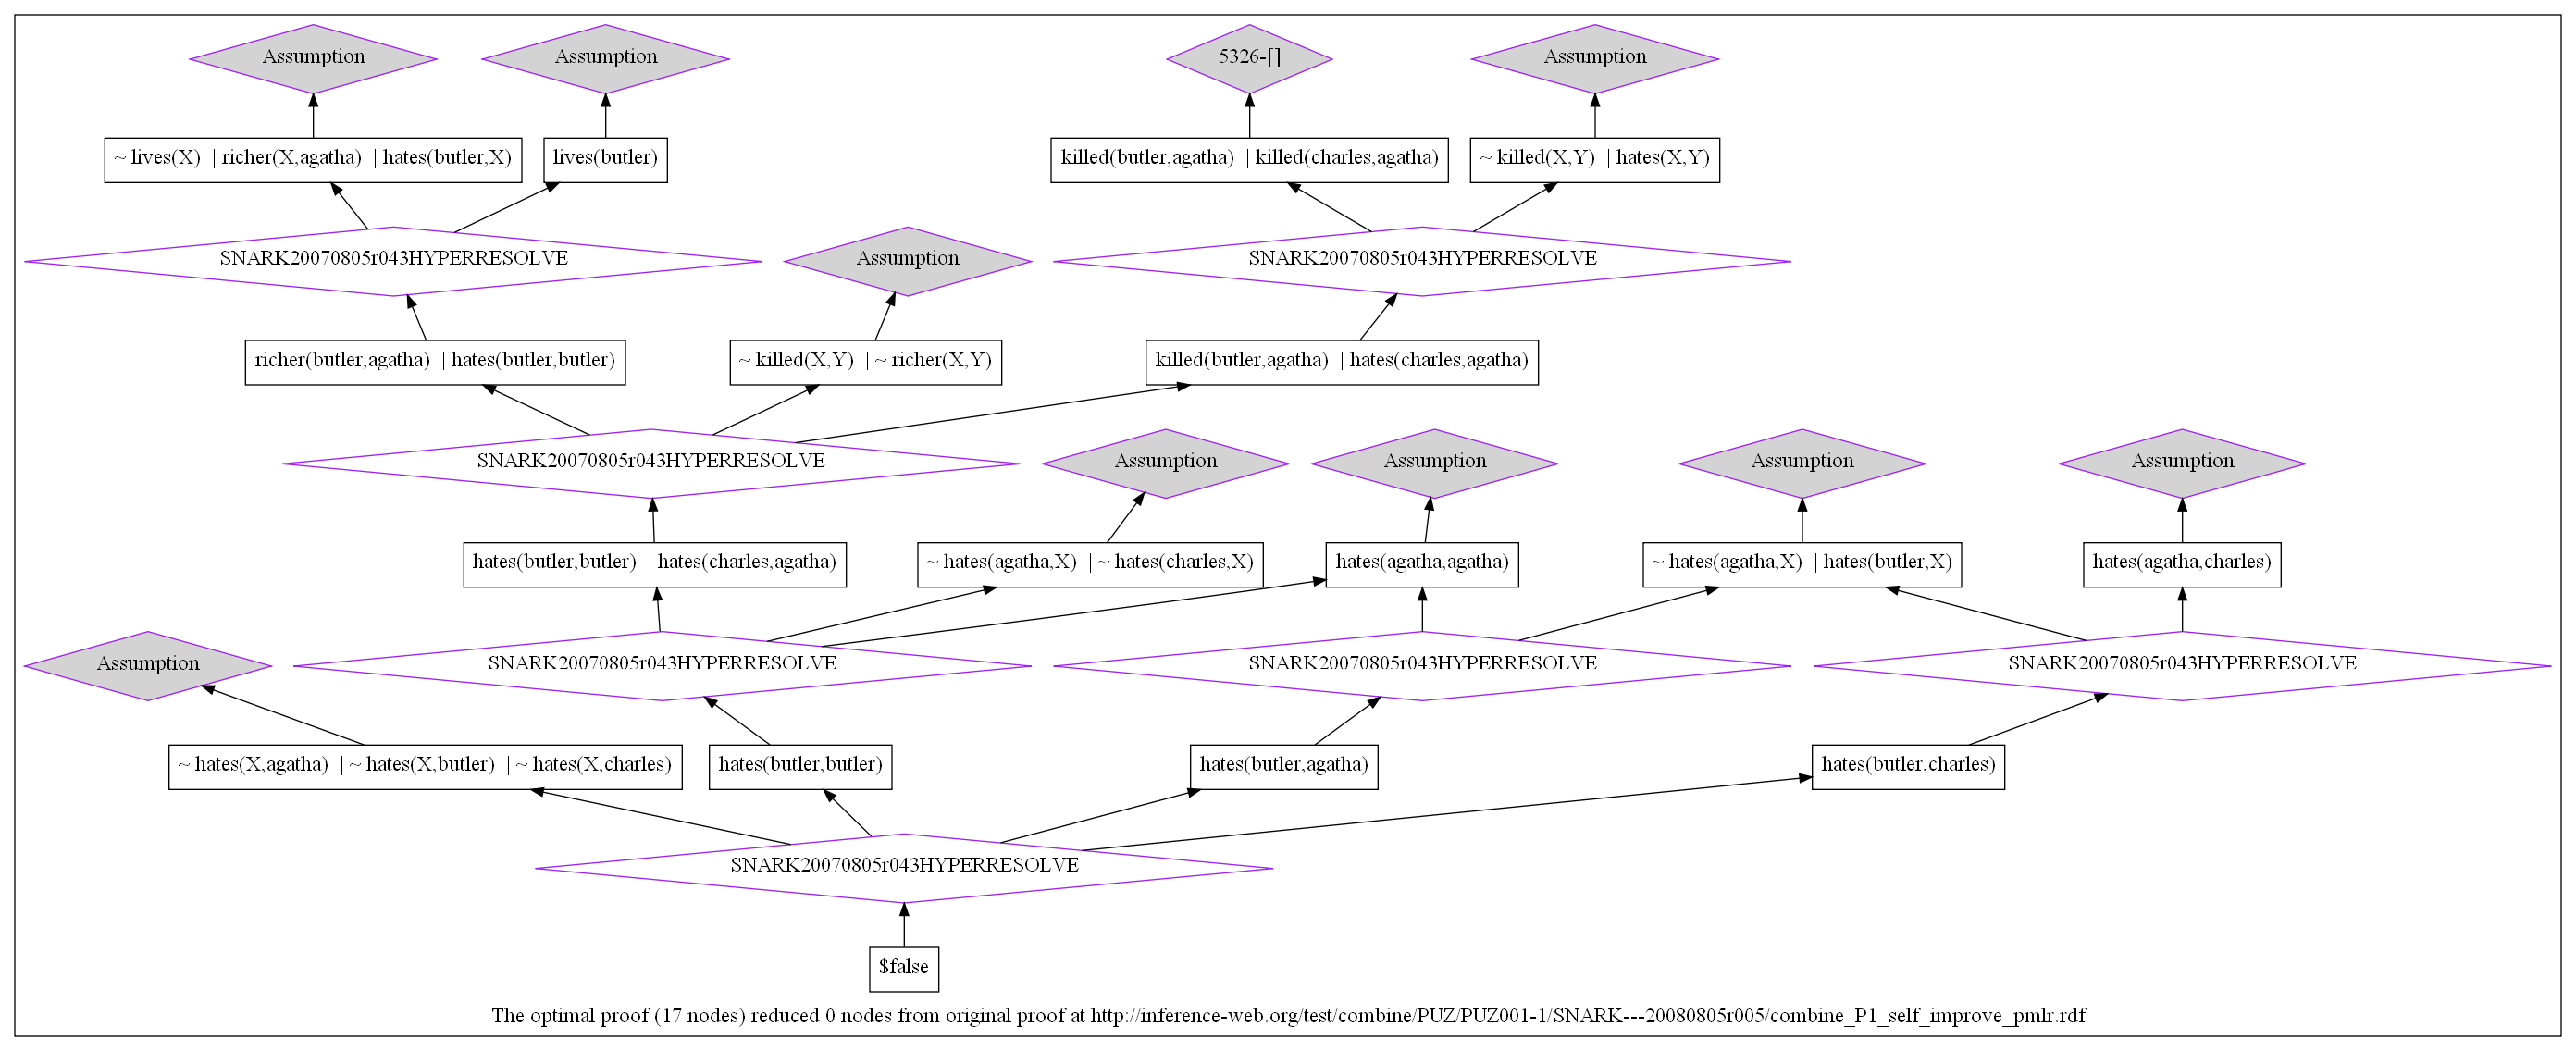 Assumption
Assumption
5326-[]
Assumption
~ lives(X) | richer(X,agatha) | hates(butler,X)
lives(butler)
killed(butler,agatha) | killed(charles,agatha)
~ killed(X,Y) | hates(X,Y)
SNARK20070805r043HYPERRESOLVE
Assumption
SNARK20070805r043HYPERRESOLVE
richer(butler,agatha) | hates(butler,butler)
~ killed(X,Y) | ~ richer(X,Y)
killed(butler,agatha) | hates(charles,agatha)
SNARK20070805r043HYPERRESOLVE
Assumption
Assumption
Assumption
Assumption
hates(butler,butler) | hates(charles,agatha)
~ hates(agatha,X) | ~ hates(charles,X)
hates(agatha,agatha)
~ hates(agatha,X) | hates(butler,X)
hates(agatha,charles)
Assumption
SNARK20070805r043HYPERRESOLVE
SNARK20070805r043HYPERRESOLVE
SNARK20070805r043HYPERRESOLVE
~ hates(X,agatha) | ~ hates(X,butler) | ~ hates(X,charles)
hates(butler,butler)
hates(butler,agatha)
hates(butler,charles)
SNARK20070805r043HYPERRESOLVE
$false
The optimal proof (17 nodes) reduced 0 nodes from original proof at http://inference-web.org/test/combine/PUZ/PUZ001-1/SNARK---20080805r005/combine_P1_self_improve_pmlr.rdf